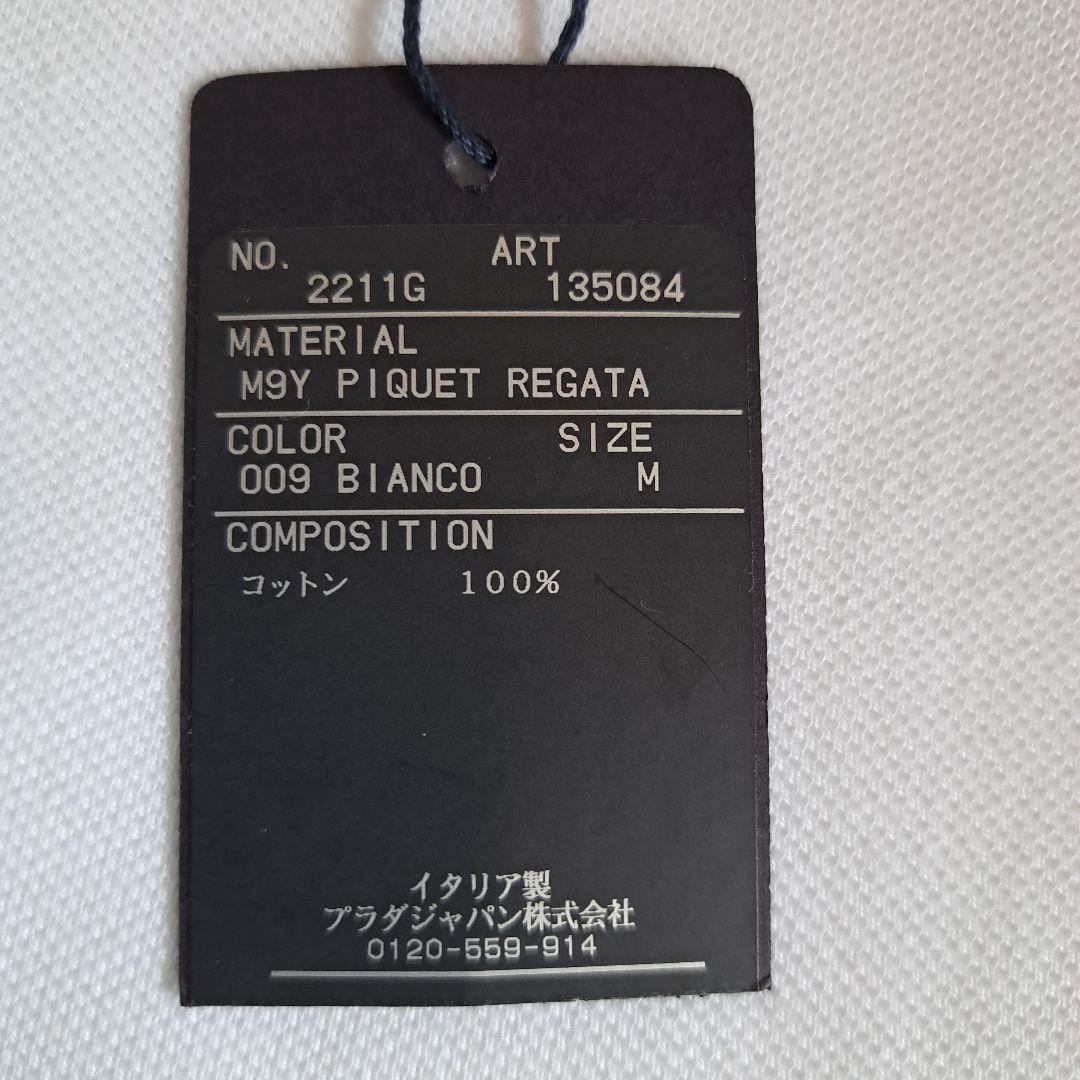 NO. ART
2211G 135084
MATERIAL
M9Y PIQUET REGATA
COLOR SIZE
009 BIANCO M
COMPOSITION
コットン 100%
イタリア製
プラダジャパン株式会社
0120-559-914